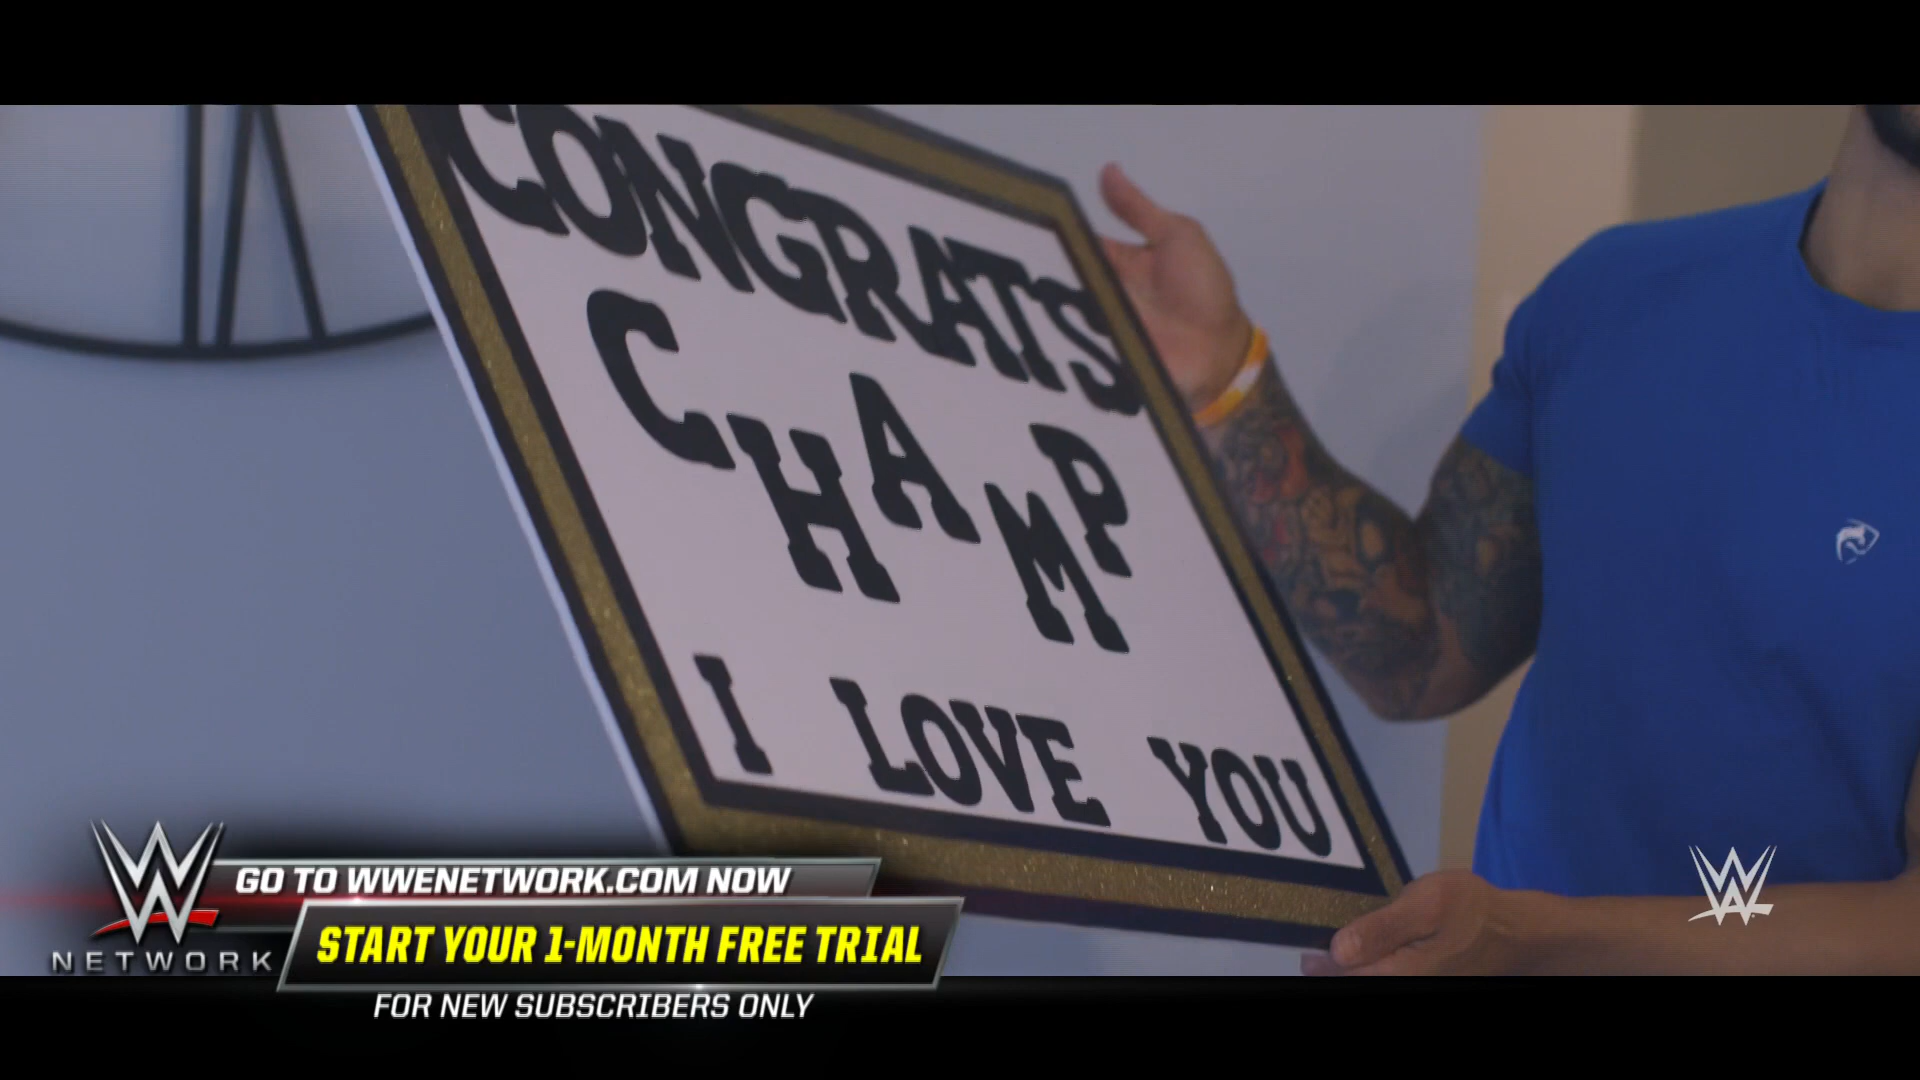 CONGRATS
CHAMP
I LOVE YOU
GO TO WWENETWORK.COM NOW
START YOUR 1-MONTH FREE TRIAL
NETWORK
FOR NEW SUBSCRIBERS ONLY